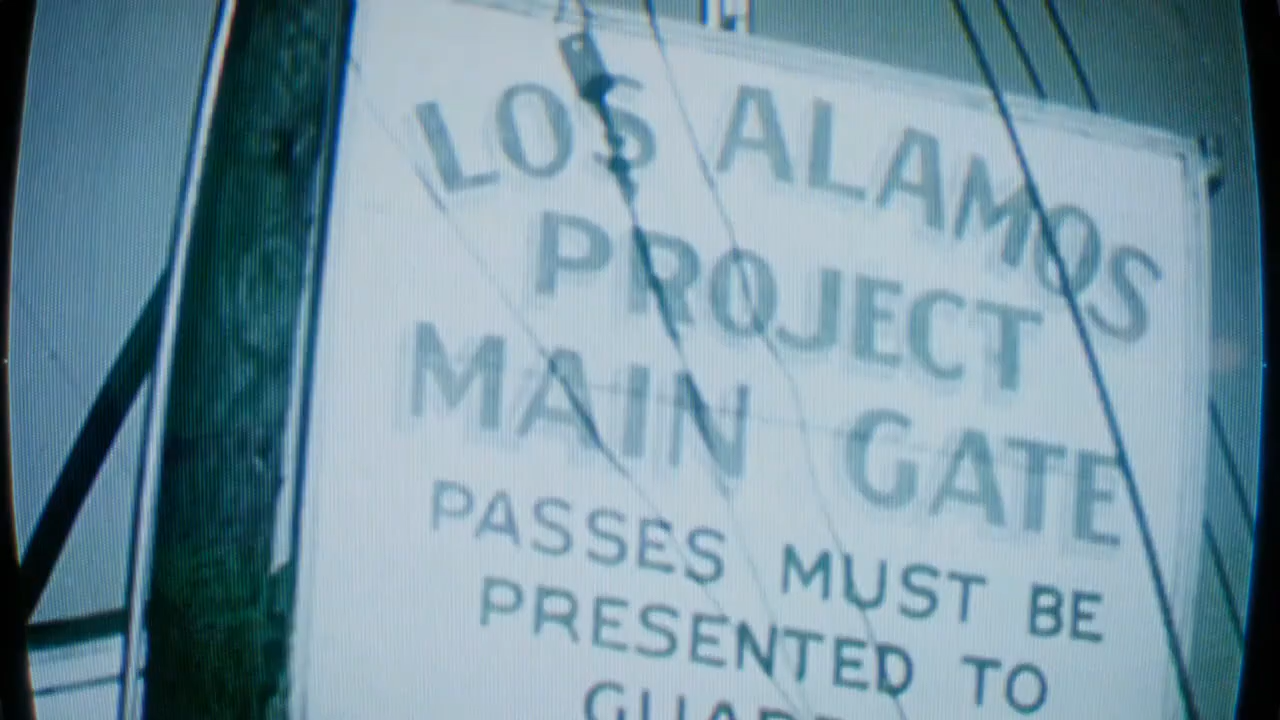 LOS ALAMOS
PROJECT
MAIN GATE
PASSES MUST BE
PRESENTED TO